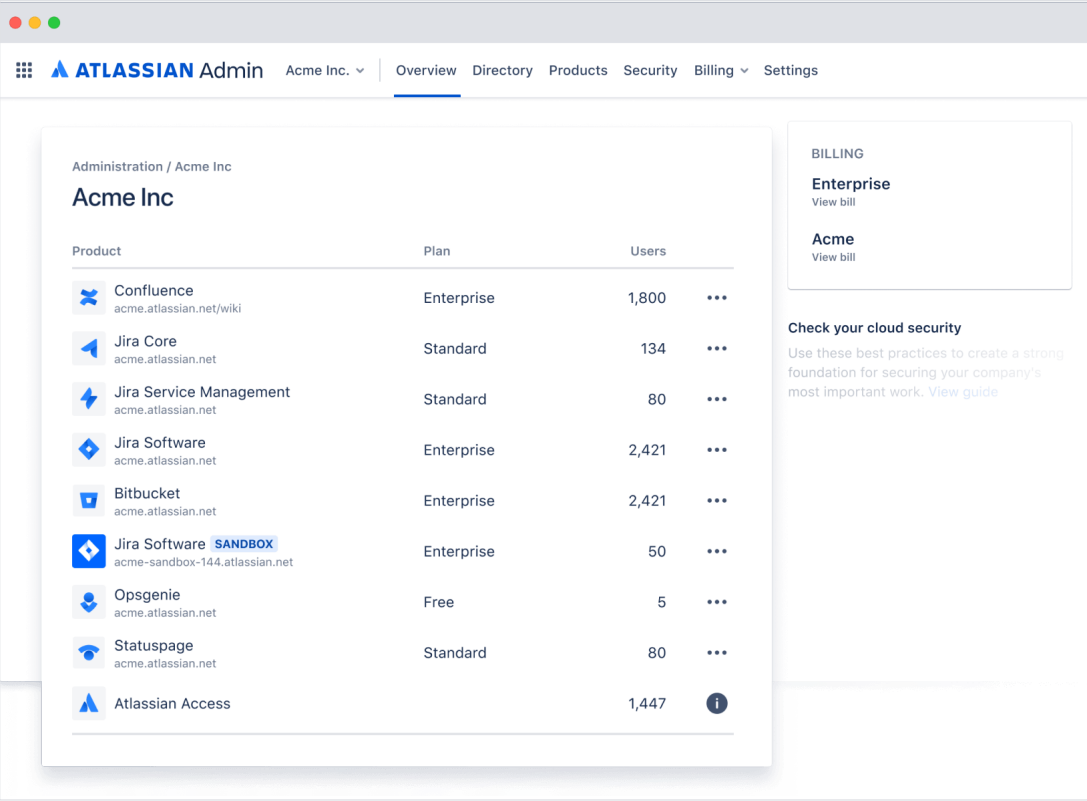 ATLASSIAN Admin Acme Inc. Overview Directory Products Security Billing Settings
Administration / Acme Inc
Acme Inc
Product Plan Users
Confluence
acme.atlassian.net/wiki
Enterprise 1,800
Jira Core
acme.atlassian.net
Standard 134
Jira Service Management
acme.atlassian.net
Standard 80
Jira Software
acme.atlassian.net
Enterprise 2,421
Bitbucket
acme.atlassian.net
Enterprise 2,421
Jira Software SANDBOX
acme-sandbox-144.atlassian.net
Enterprise 50
Opsgenie
acme.atlassian.net
Free 5
Statuspage
acme.atlassian.net
Standard 80
Atlassian Access 1,447
BILLING
Enterprise
View bill
Acme
View bill
Check your cloud security
Use these best practices to create a strong
foundation for securing your company's
most important work. View guide